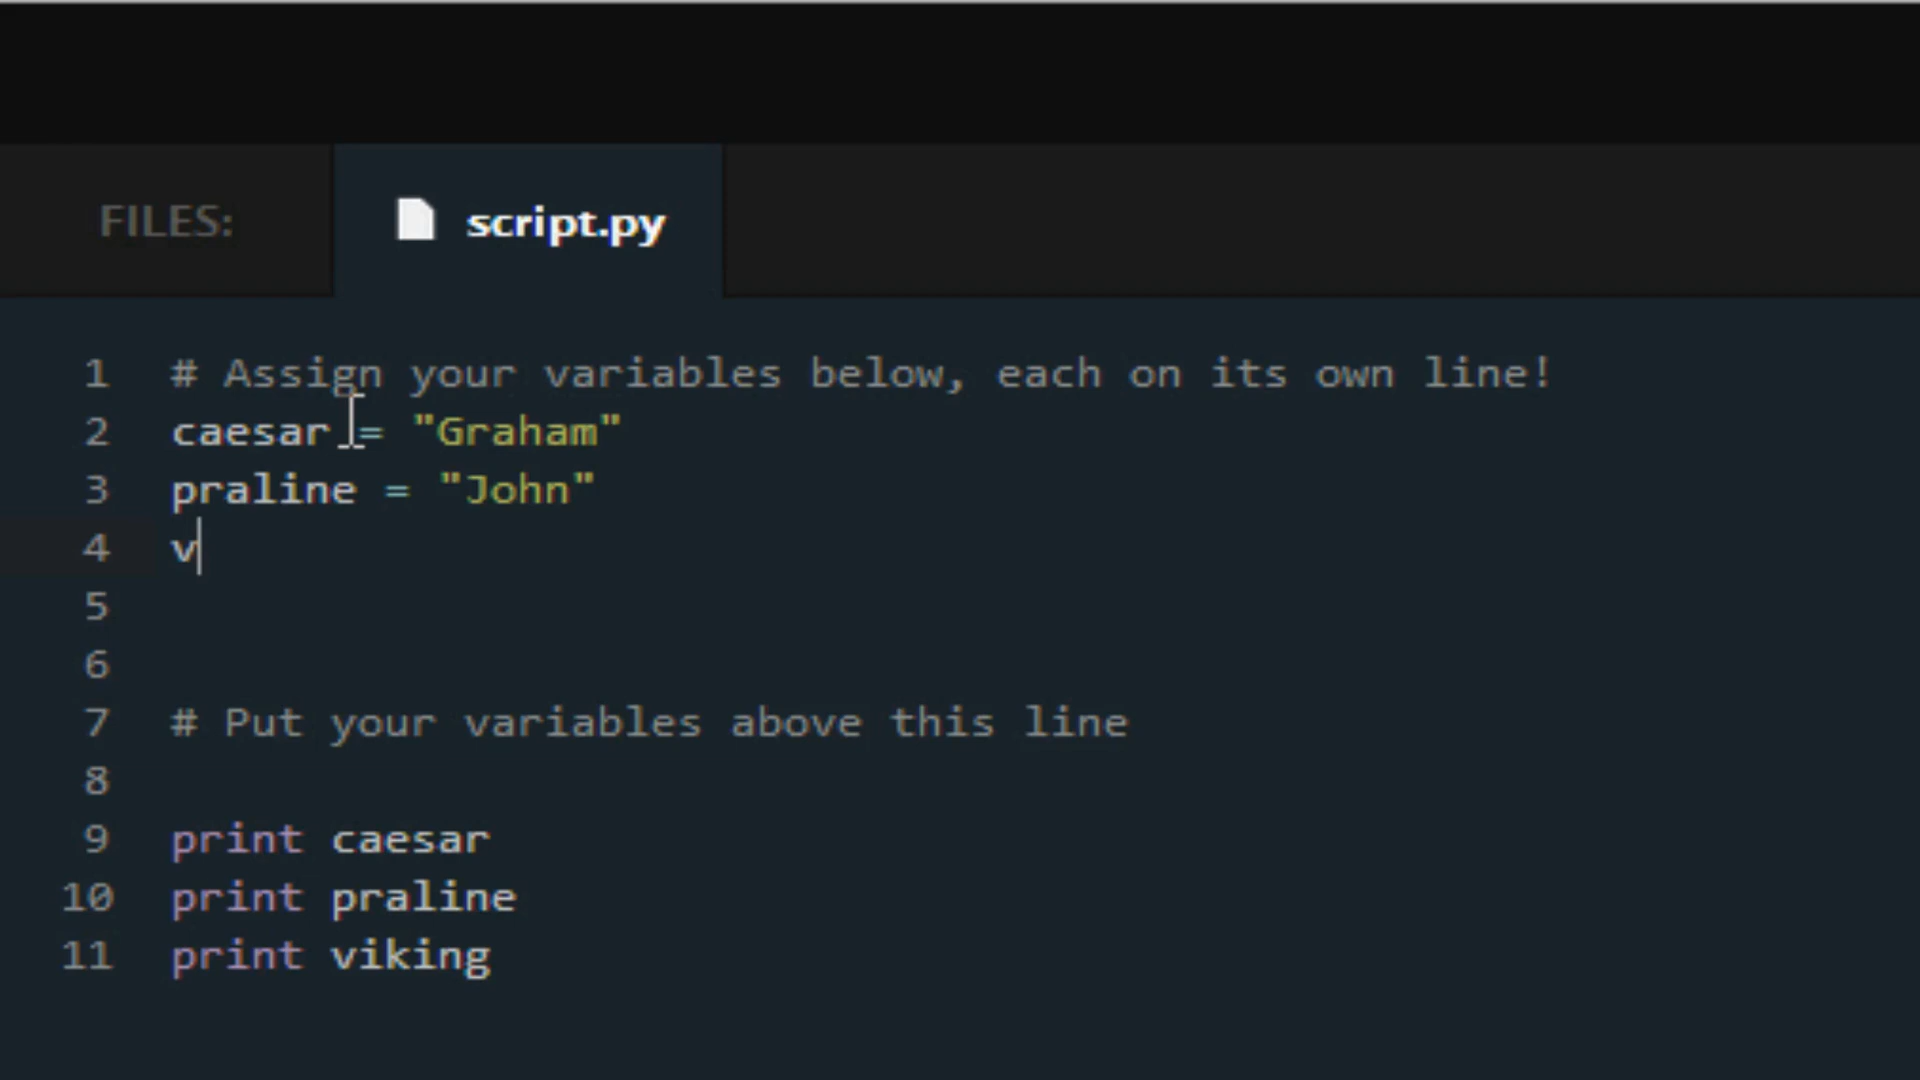 FILES: script.py
1 # Assign your variables below, each on its own line!
2 caesar = "Graham"
3 praline = "John"
4 v
5
6
7 # Put your variables above this line
8
9 print caesar
10 print praline
11 print viking